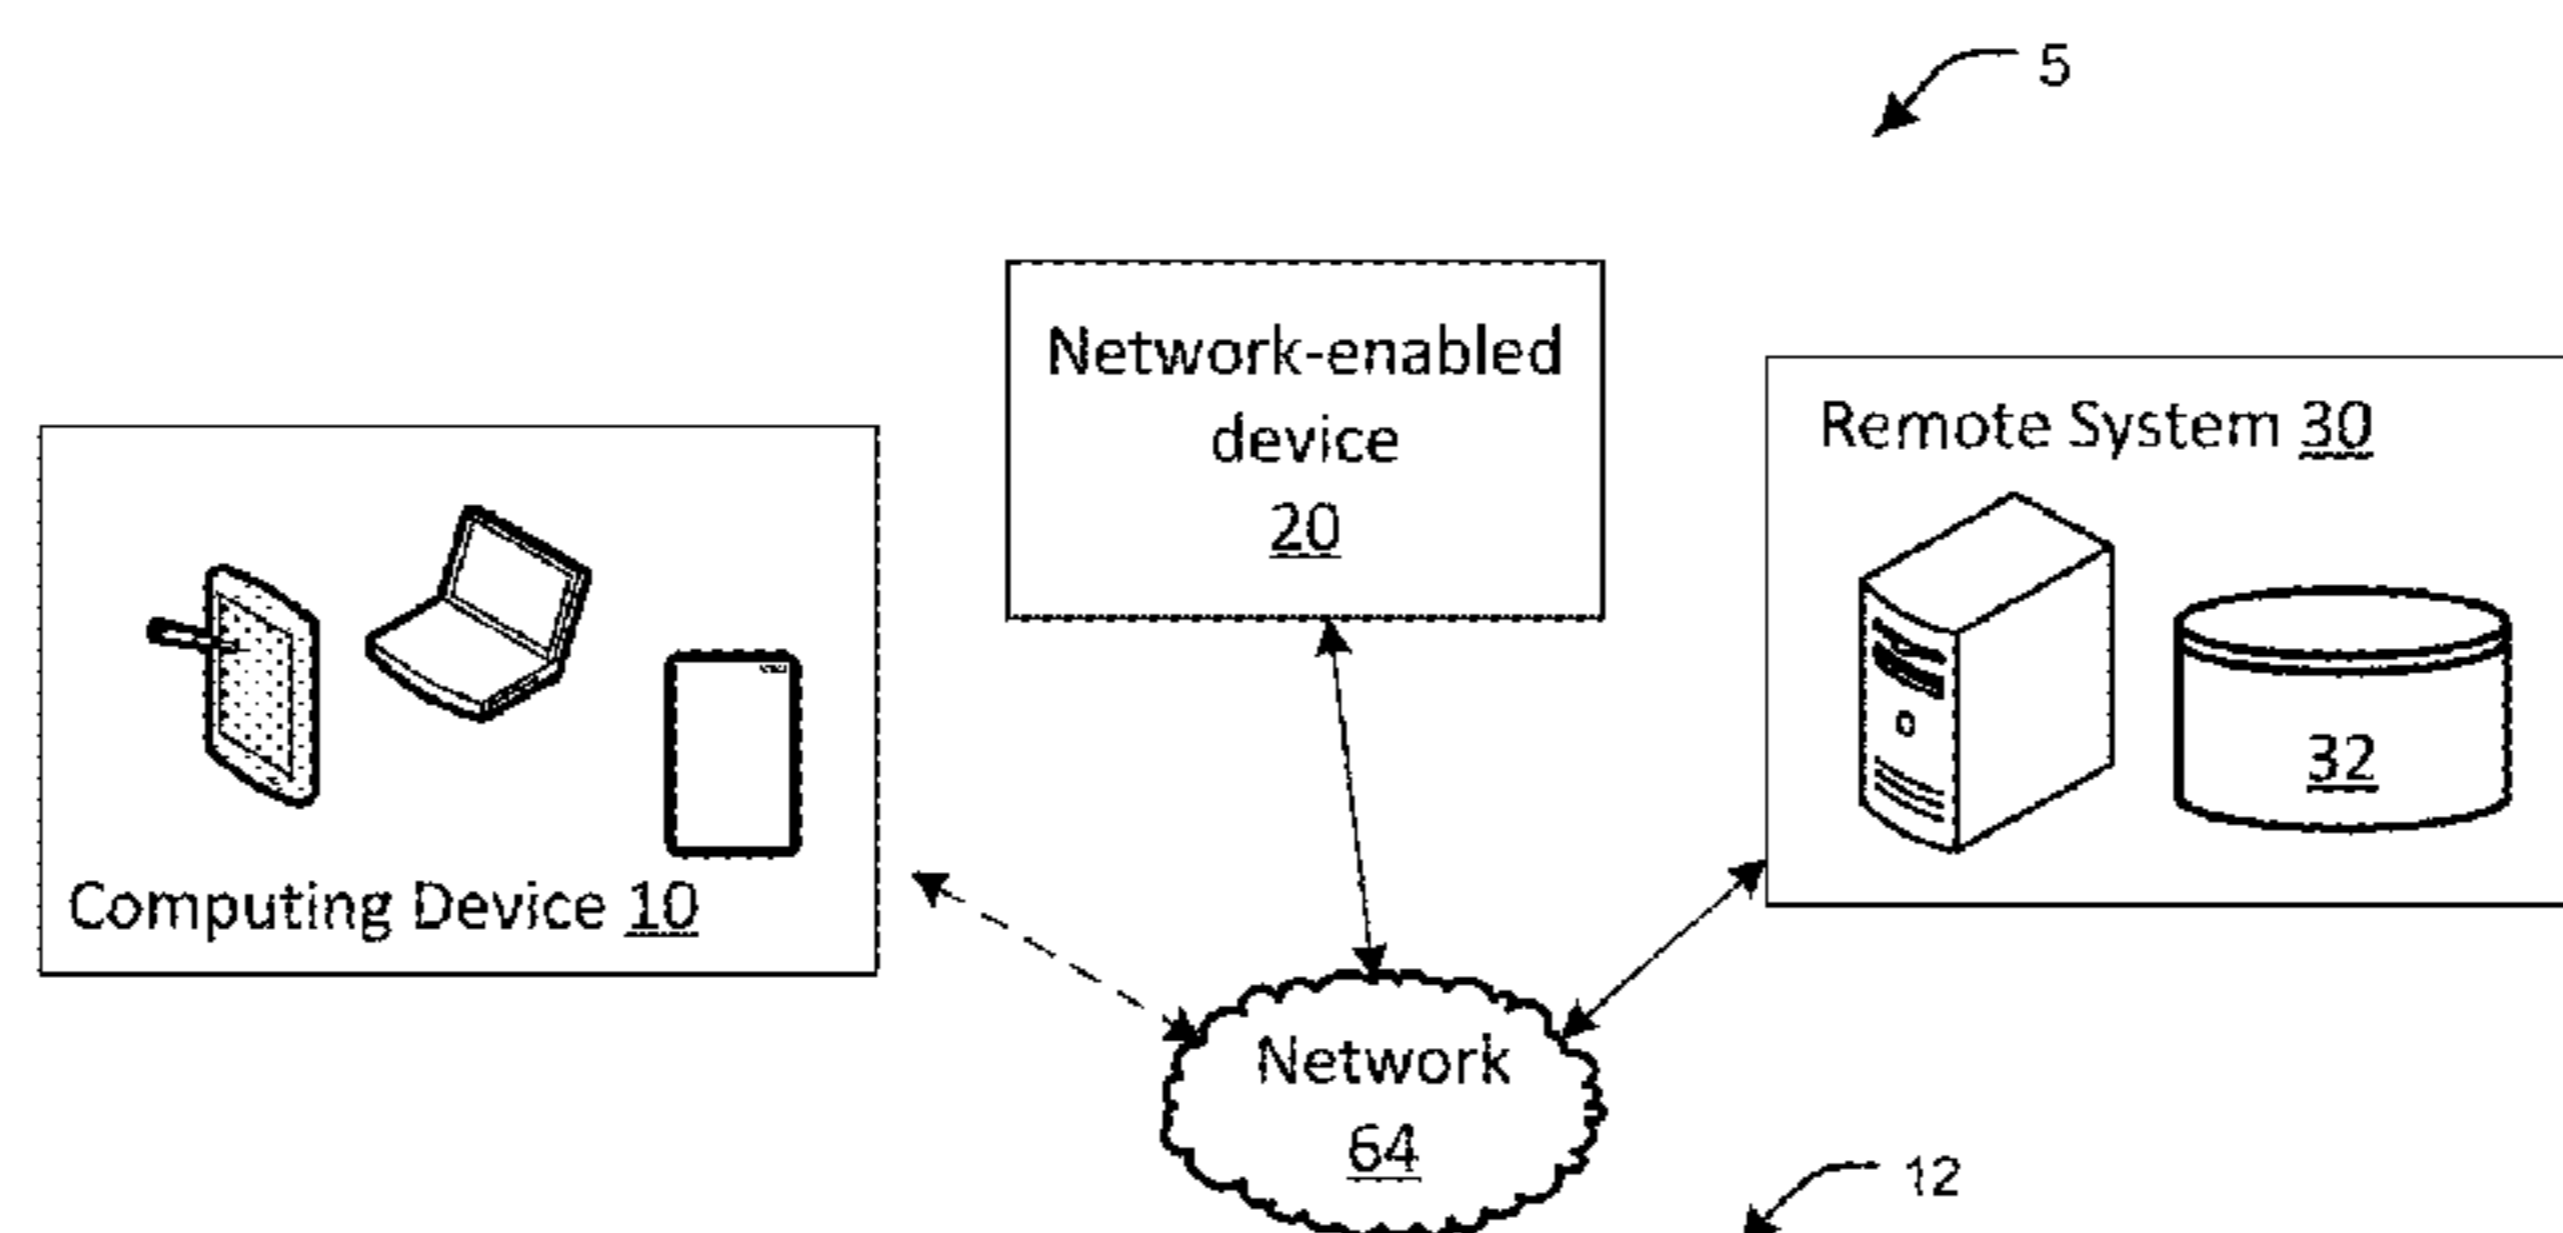 5
Network-enabled
device
20
Remote System 30
32
Computing Device 10
Network
64
12